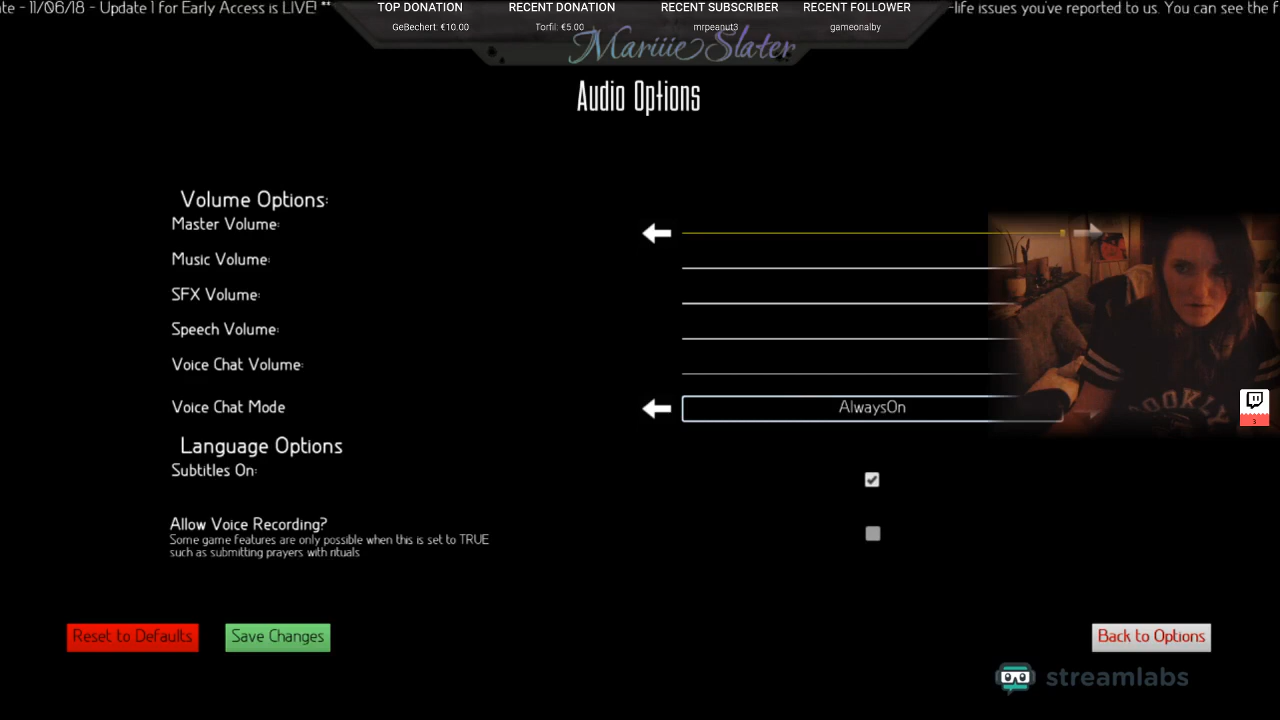 te - 11/06/18 - Update 1 for Early Access is LIVE! **
-life issues you've reported to us. You can see the f
TOP DONATION
RECENT DONATION
RECENT SUBSCRIBER
RECENT FOLLOWER
GeBechert: €10.00
Torfil: €5.00
mrpeanut3
gameonalby
Mariiie Slater
Audio Options
Volume Options:
Master Volume:
Music Volume:
SFX Volume:
Speech Volume:
Voice Chat Volume:
Voice Chat Mode
AlwaysOn
OOKLY
3
Language Options
Subtitles On:
Allow Voice Recording?
Some game features are only possible when this is set to TRUE
such as submitting prayers with rituals
Reset to Defaults
Save Changes
Back to Options
streamlabs